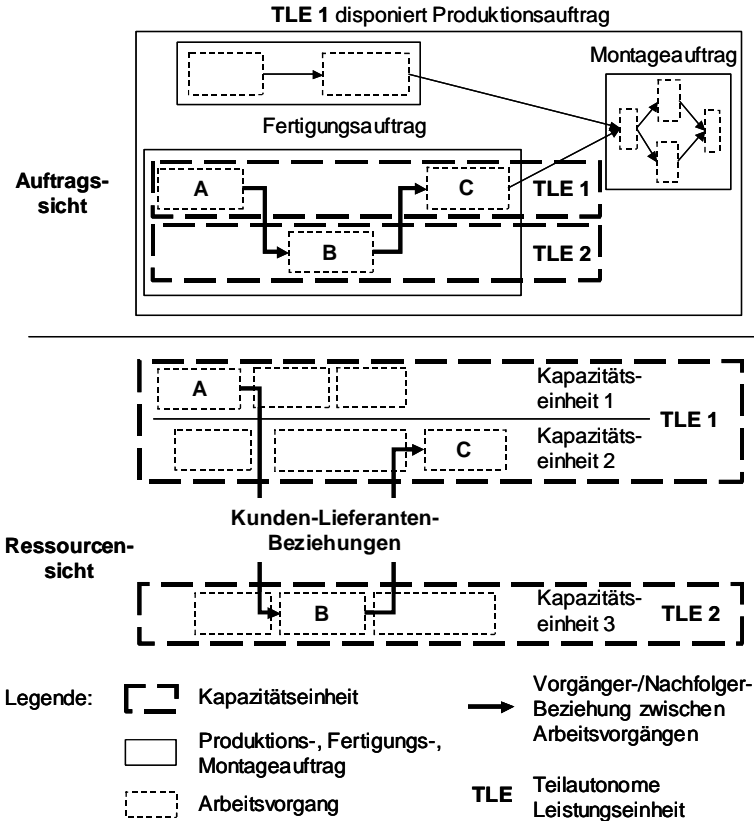 TLE 1 disponiert Produktionsauftrag
Montageauftrag
Fertigungsauftrag
Auftrags-
sicht
A
C
TLE 1
B
TLE 2
A
Kapazitäts-
einheit 1
TLE 1
Kapazitäts-
einheit 2
C
Kunden-Lieferanten-
Beziehungen
Ressourcen-
sicht
B
Kapazitäts-
einheit 3
TLE 2
Legende:
Kapazitätseinheit
Vorgänger-/Nachfolger-
Beziehung zwischen
Arbeitsvorgängen
Produktions-, Fertigungs-,
Montageauftrag
Arbeitsvorgang
TLE
Teilautonome
Leistungseinheit